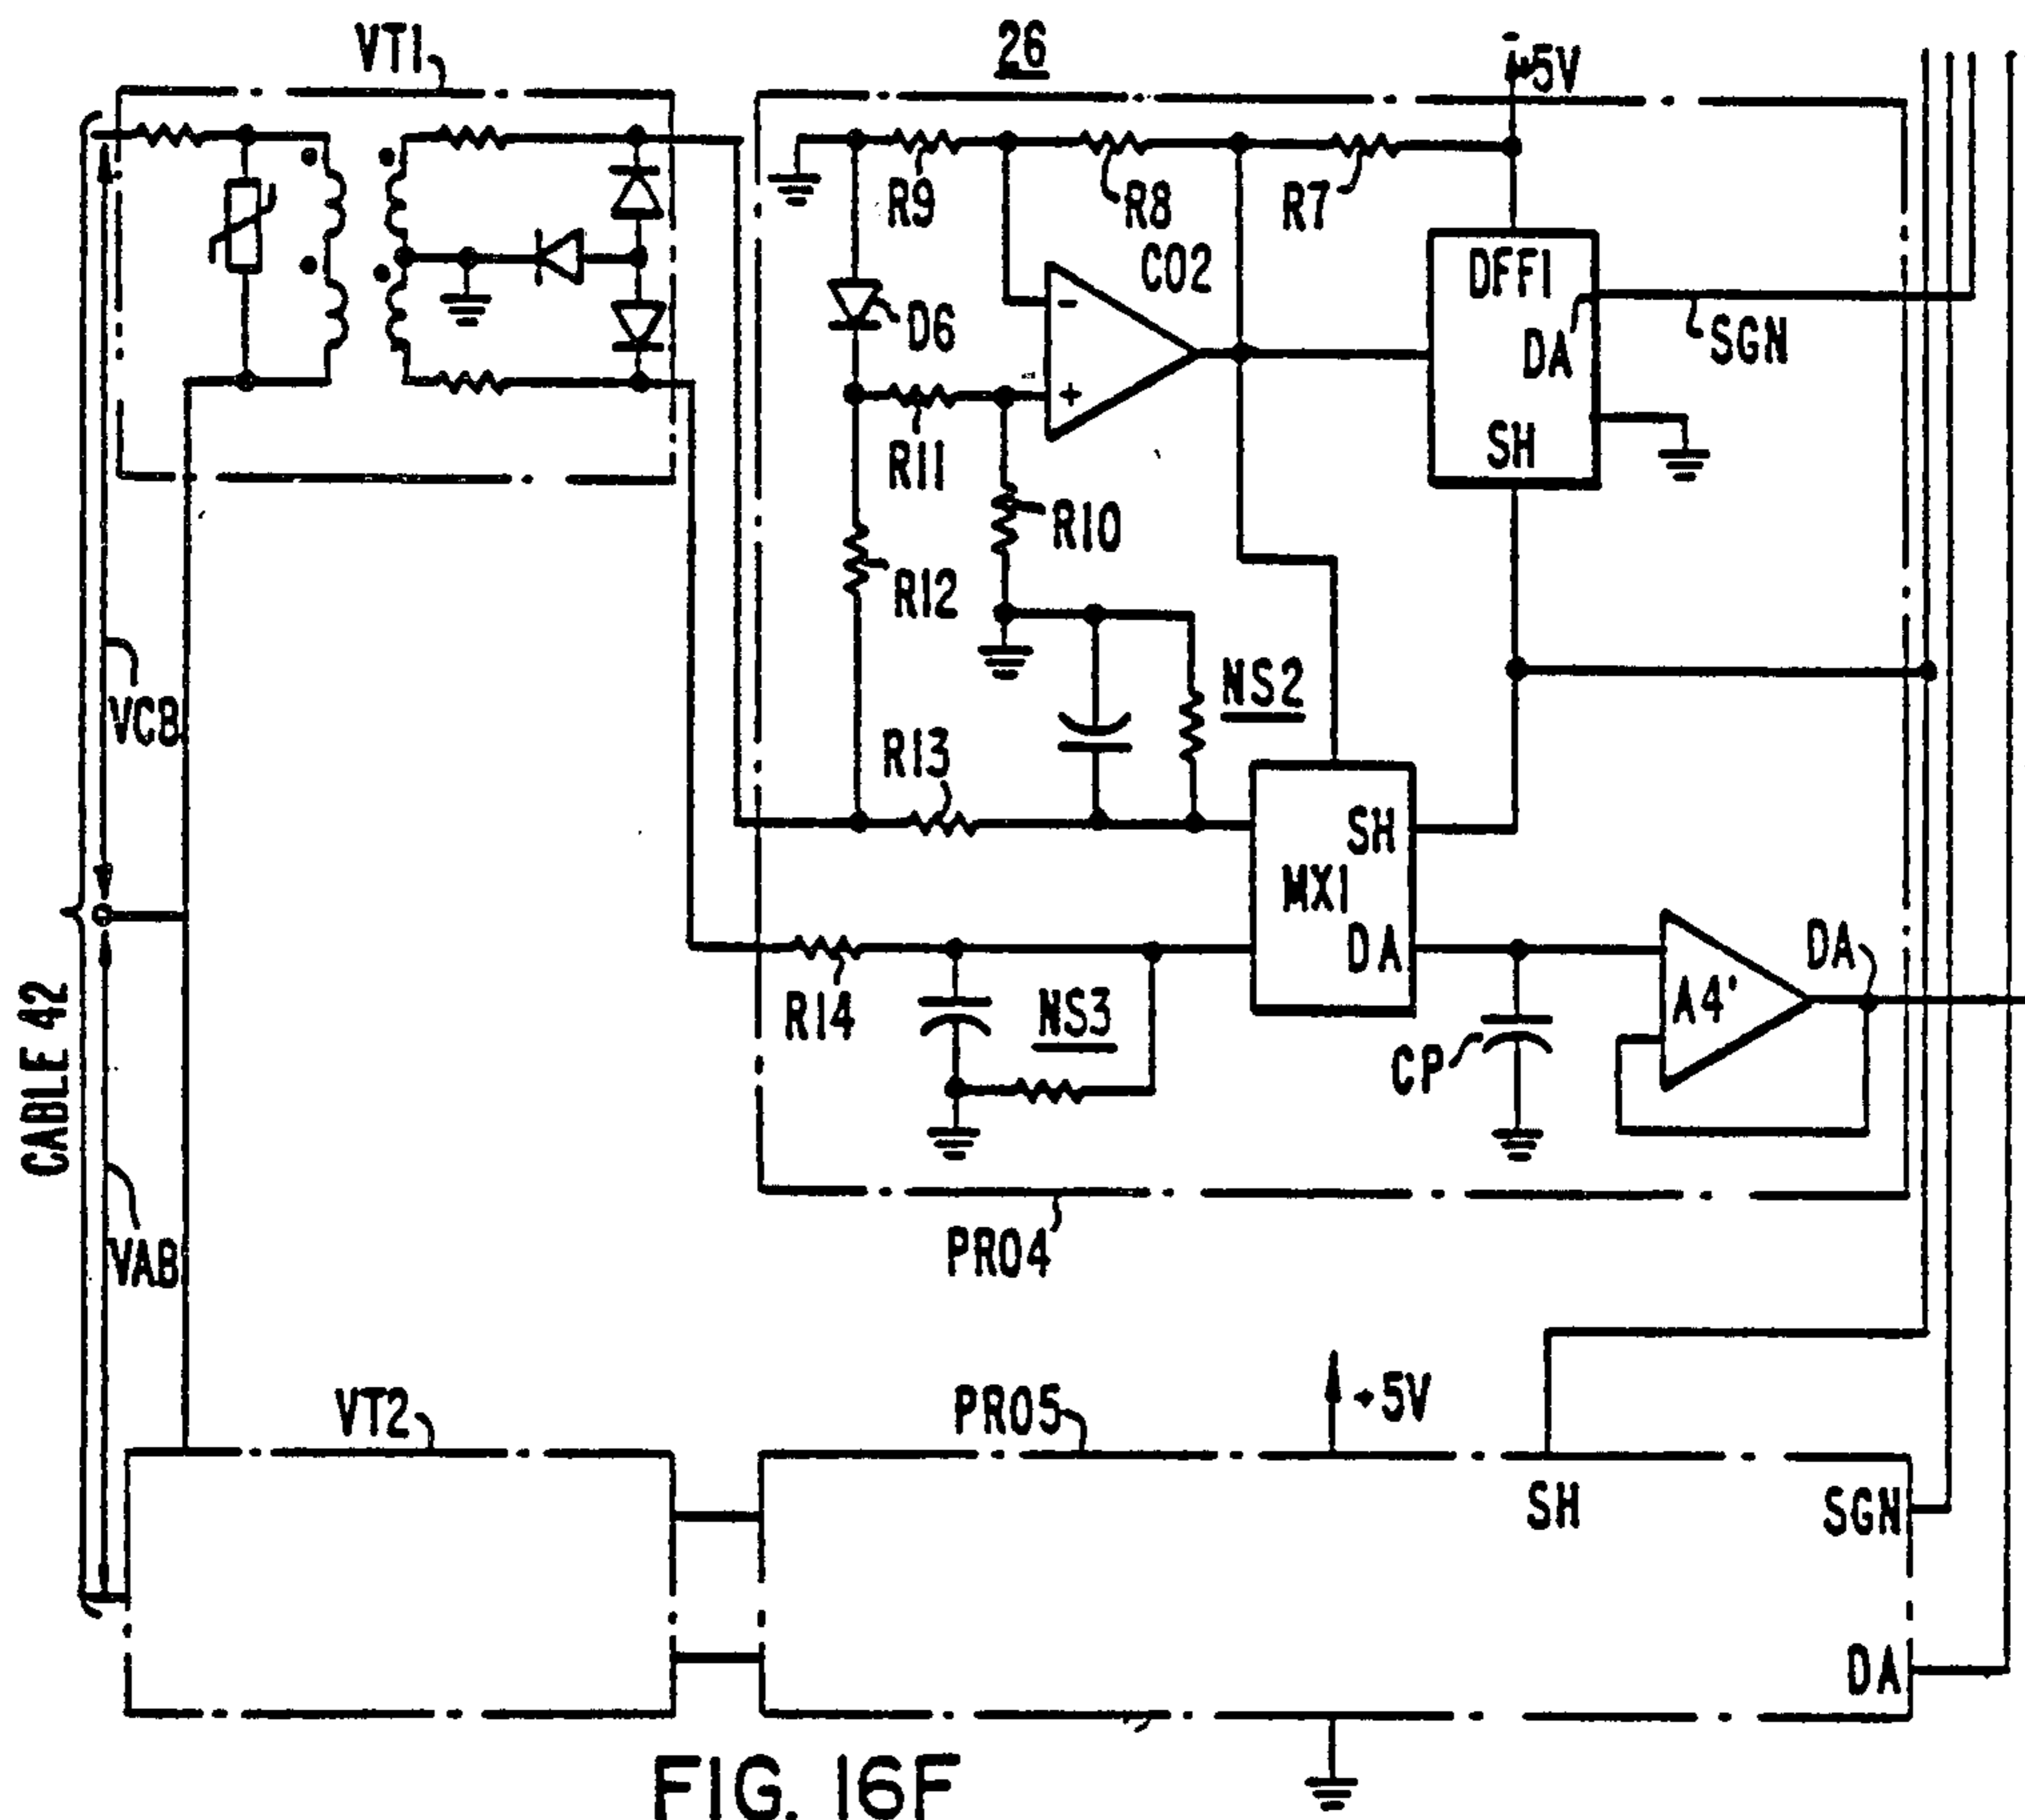 VT1
26
+5V
R9
R8
R7
CO2
DFF1
D6
DA
SGN
-
+
SH
R11
R10
R12
VCB
NS2
R13
SH
MX1
DA
DA
A4'
R14
NS3
CP
CABLE 42
VAB
PRO4
VT2
PRO5
+5V
SH
SGN
DA
FIG. 16F